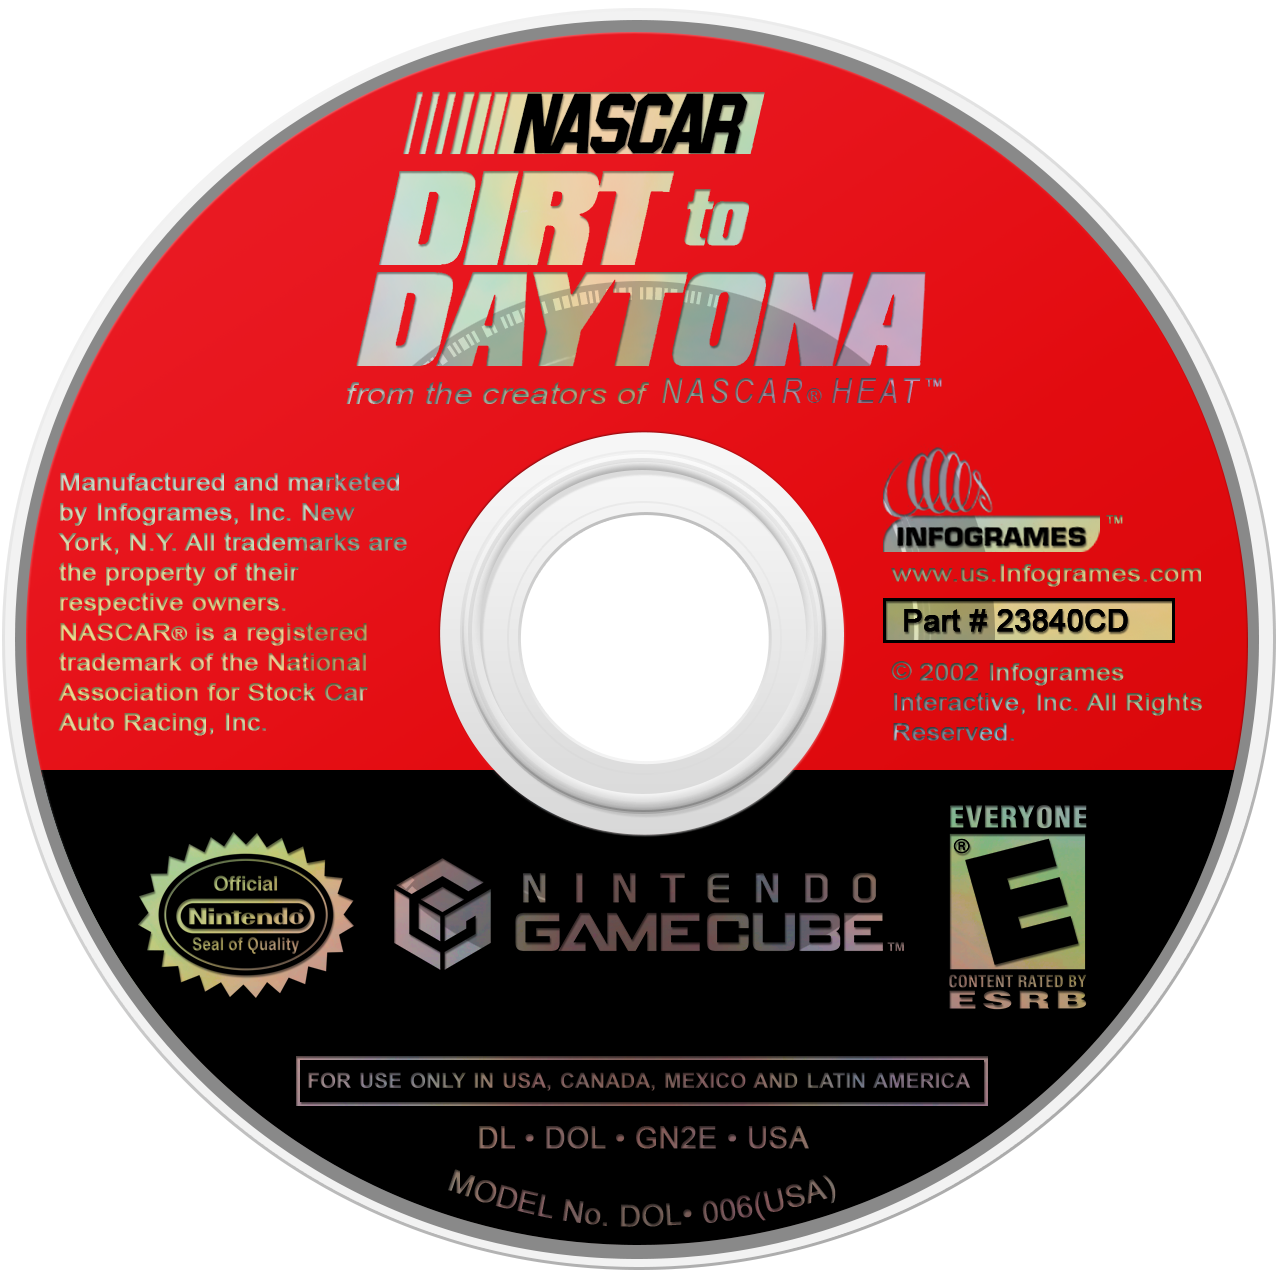 NASCAR
DIRT to
DAYTONA
from the creators of NASCAR® HEAT™
Manufactured and marketed
by Infogrames, Inc. New
York, N.Y. All trademarks are
the property of their
respective owners.
NASCAR® is a registered
trademark of the National
Association for Stock Car
Auto Racing, Inc.
INFOGRAMES™
www.us.Infogrames.com
Part # 23840CD
© 2002 Infogrames
Interactive, Inc. All Rights
Reserved.
Official
Nintendo®
Seal of Quality
NINTENDO
GAMECUBE™
EVERYONE
®
E
CONTENT RATED BY
ESRB
FOR USE ONLY IN USA, CANADA, MEXICO AND LATIN AMERICA
DL • DOL • GN2E • USA
MODEL No. DOL• 006(USA)